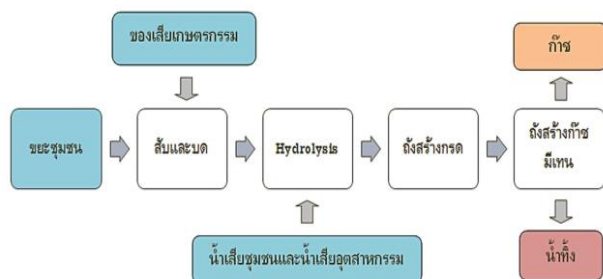 ของเสียเกษตรกรรม
ก๊าซ
ขยะชุมชน
สับและบด
Hydrolysis
ถังสร้างกรด
ถังสร้างก๊าซ
มีเทน
น้ำเสียชุมชนและน้ำเสียอุตสาหกรรม
น้ำทิ้ง